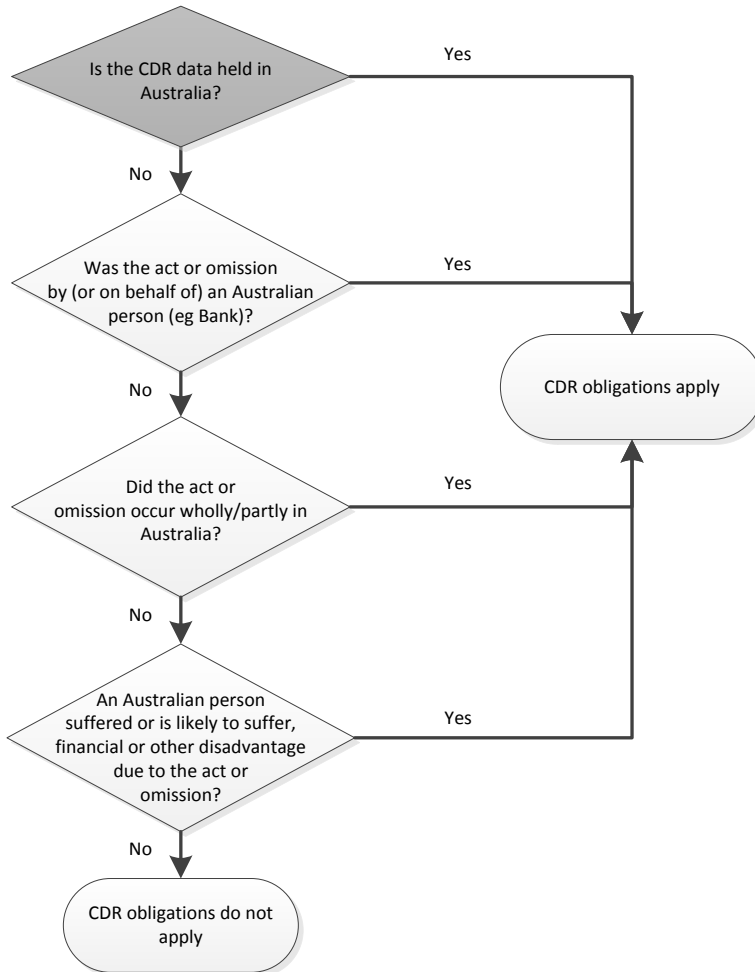 Is the CDR data held in
Australia?
Yes
No
Was the act or omission
by (or on behalf of) an Australian
person (eg Bank)?
Yes
No
CDR obligations apply
Did the act or
omission occur wholly/partly in
Australia?
Yes
No
An Australian person
suffered or is likely to suffer,
financial or other disadvantage
due to the act or
omission?
Yes
No
CDR obligations do not
apply